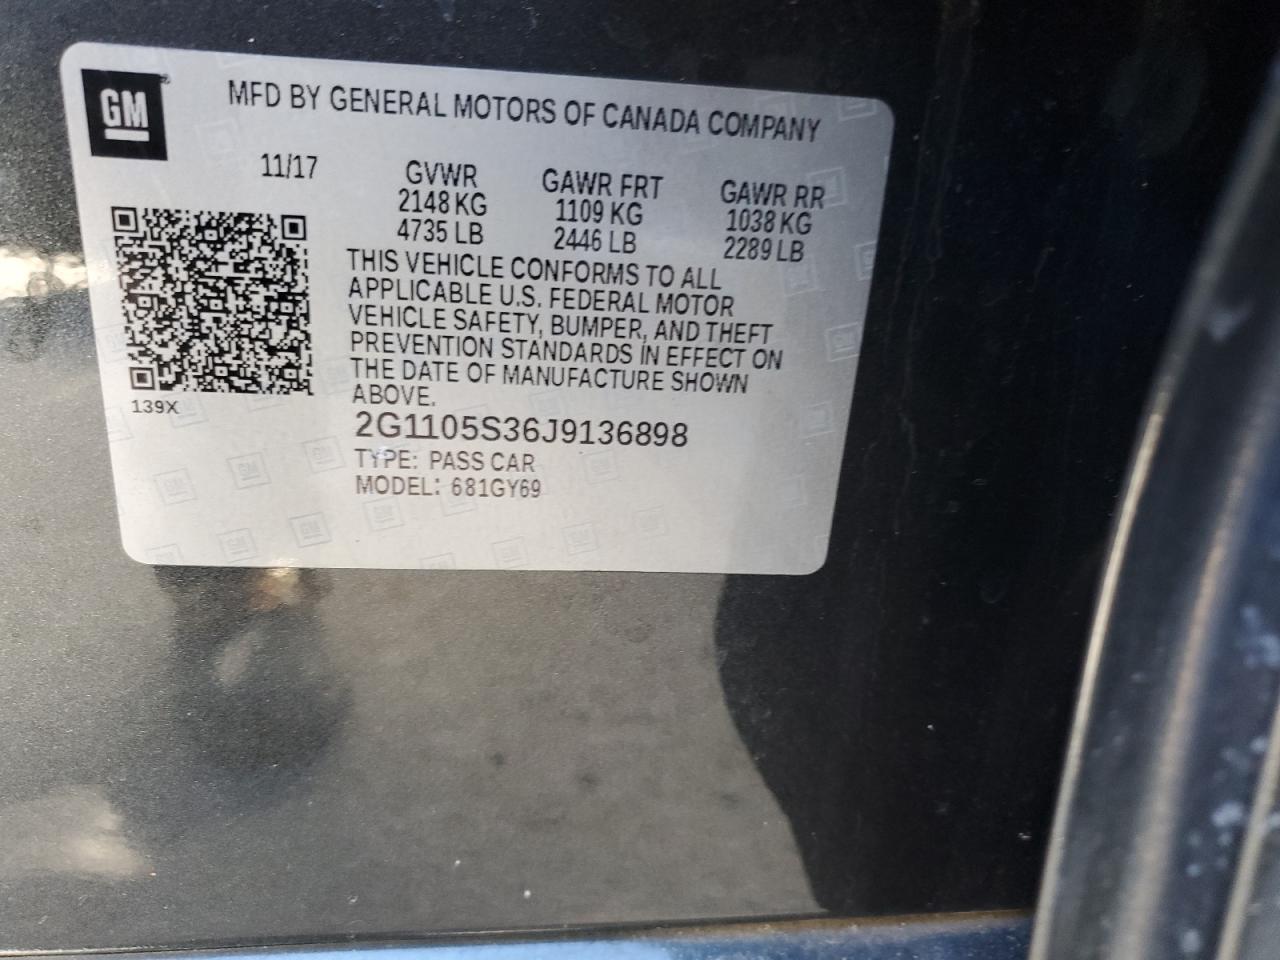 GM
MFD BY GENERAL MOTORS OF CANADA COMPANY
11/17
GVWR
2148 KG
4735 LB
GAWR FRT
1109 KG
2446 LB
GAWR RR
1038 KG
2289 LB
THIS VEHICLE CONFORMS TO ALL
APPLICABLE U.S. FEDERAL MOTOR
VEHICLE SAFETY, BUMPER, AND THEFT
PREVENTION STANDARDS IN EFFECT ON
THE DATE OF MANUFACTURE SHOWN
ABOVE.
139X
2G1105S36J9136898
TYPE: PASS CAR
MODEL: 681GY69